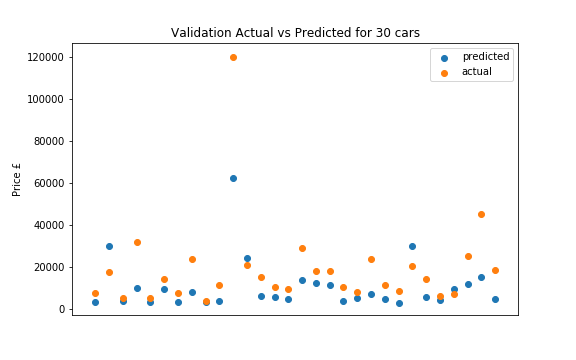 Validation Actual vs Predicted for 30 cars
predicted
actual
Price £
120000
100000
80000
60000
40000
20000
0